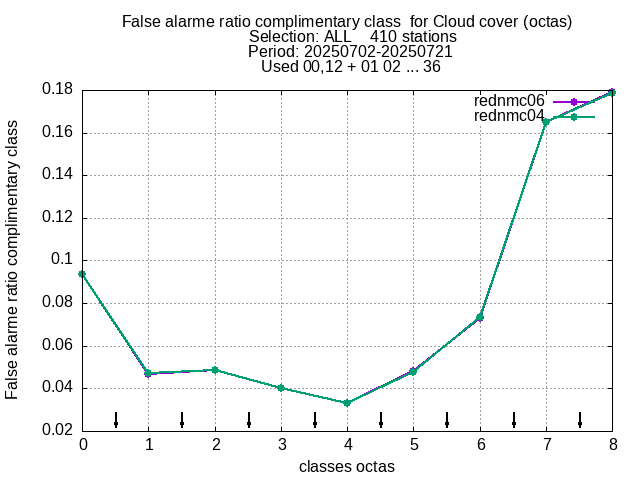 False alarme ratio complimentary class  for Cloud cover (octas)
Selection: ALL    410 stations
Period: 20250702-20250721
Used 00,12 + 01 02 ... 36
rednmc06
rednmc04
False alarme ratio complimentary class
0.18
0.16
0.14
0.12
0.1
0.08
0.06
0.04
0.02
0 1 2 3 4 5 6 7 8
classes octas